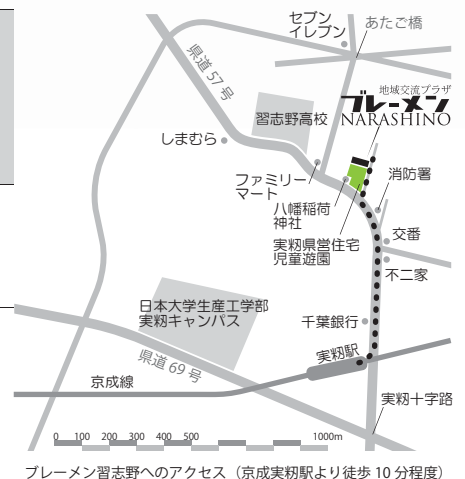 セブン
イレブン
あたご橋
県道 57 号
地域交流プラザ
ブレーメン
NARASHINO
習志野高校
しまむら
ファミリー
マート
消防署
八幡稲荷
神社
交番
実籾県営住宅
児童遊園
不二家
日本大学生産工学部
実籾キャンパス
千葉銀行
実籾駅
県道 69 号
京成線
実籾十字路
0 100 200 300 400 500 1000m
ブレーメン習志野へのアクセス（京成実籾駅より徒歩 10 分程度）